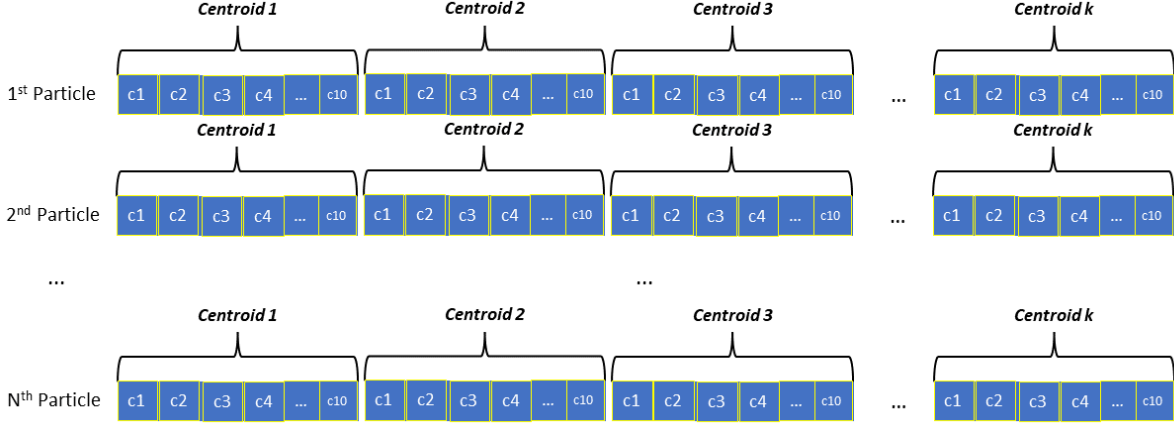 Centroid 1 Centroid 2 Centroid 3 Centroid k
1st Particle c1 c2 c3 c4 ... c10 c1 c2 c3 c4 ... c10 c1 c2 c3 c4 ... c10 ... c1 c2 c3 c4 ... c10
Centroid 1 Centroid 2 Centroid 3 Centroid k
2nd Particle c1 c2 c3 c4 ... c10 c1 c2 c3 c4 ... c10 c1 c2 c3 c4 ... c10 ... c1 c2 c3 c4 ... c10
... ...
Centroid 1 Centroid 2 Centroid 3 Centroid k
Nth Particle c1 c2 c3 c4 ... c10 c1 c2 c3 c4 ... c10 c1 c2 c3 c4 ... c10 ... c1 c2 c3 c4 ... c10